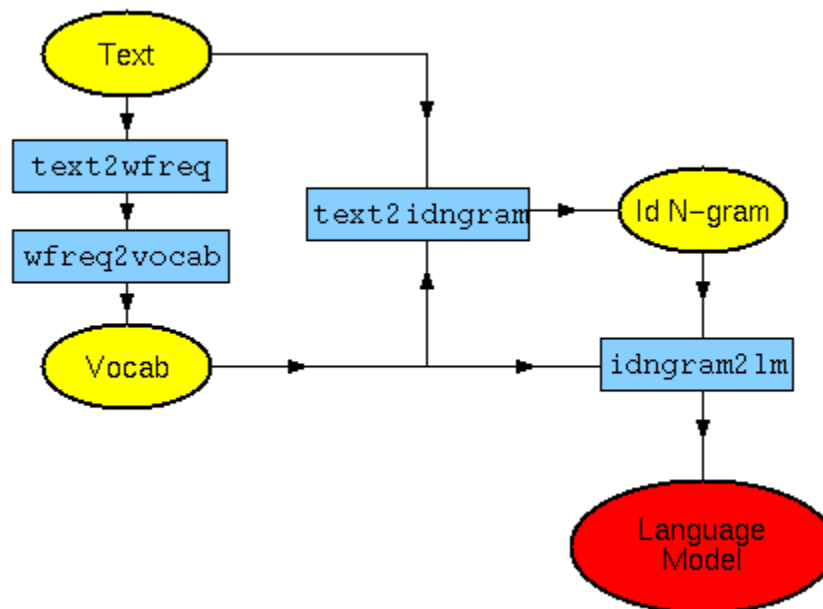 Text
text2wfreq
text2idngram
Id N-gram
wfreq2vocab
Vocab
idngram2lm
Language
Model